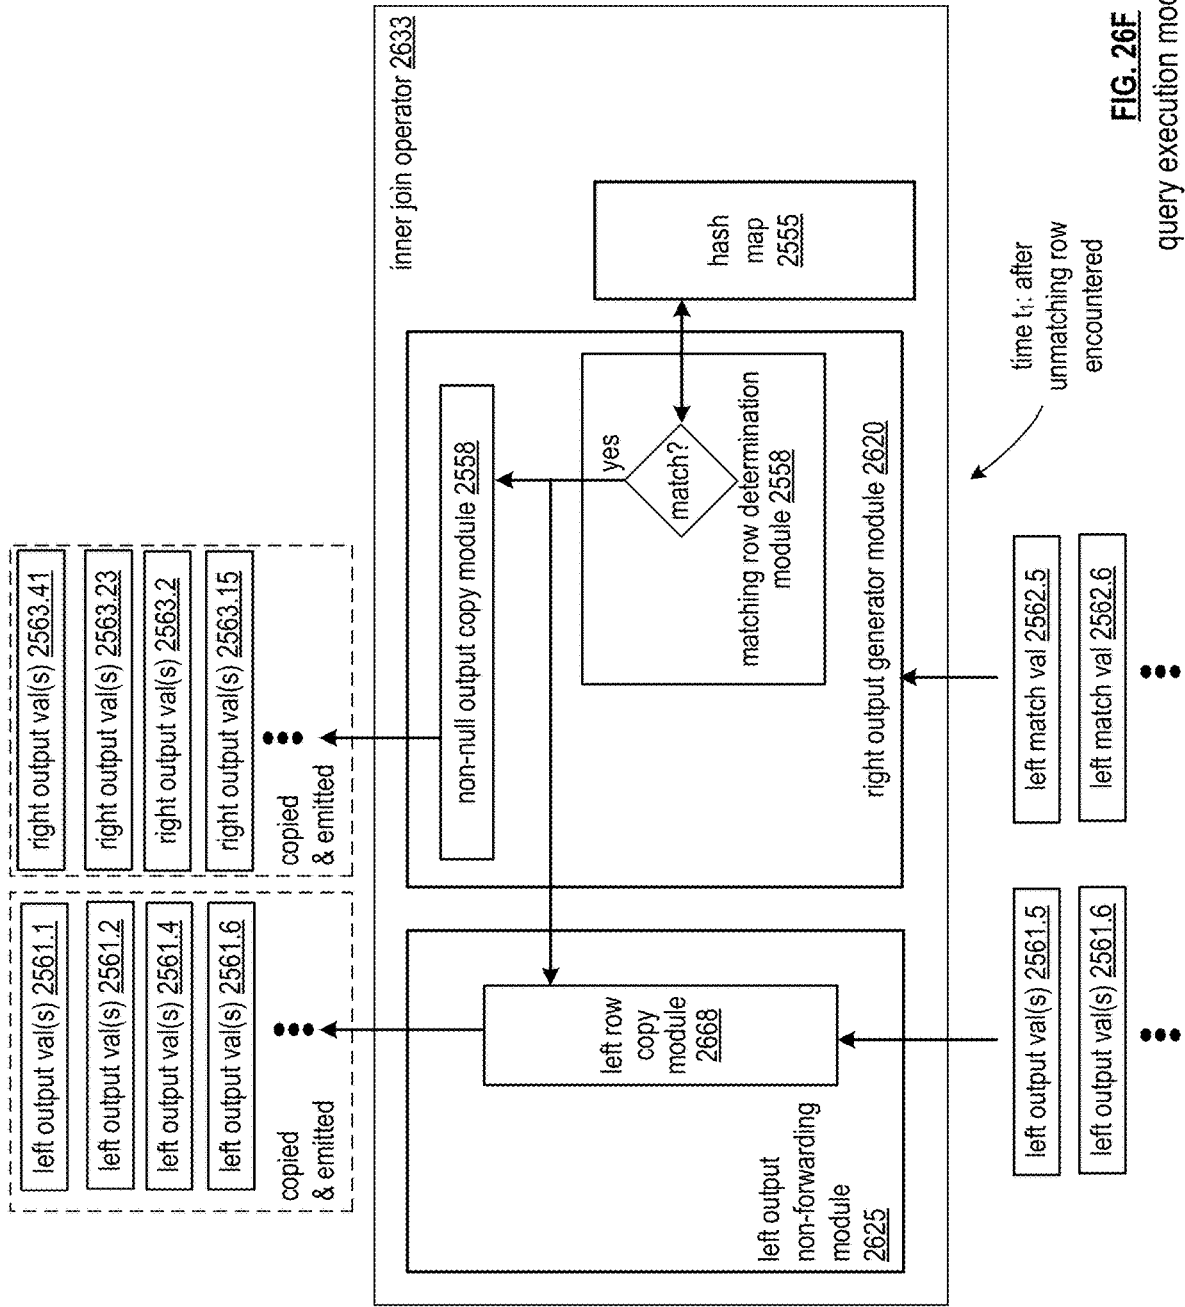 left output val(s) 2561.1
left output val(s) 2561.2
left output val(s) 2561.4
left output val(s) 2561.6
copied
& emitted
right output val(s) 2563.41
right output val(s) 2563.23
right output val(s) 2563.2
right output val(s) 2563.15
copied
& emitted
inner join operator 2633
left row
copy
module
2668
left output
non-forwarding
module
2625
non-null output copy module 2558
yes
match?
matching row determination
module 2558
right output generator module 2620
hash
map
2555
left output val(s) 2561.5
left output val(s) 2561.6
left match val 2562.5
left match val 2562.6
time t1: after
unmatching row
encountered
FIG. 26F
query execution